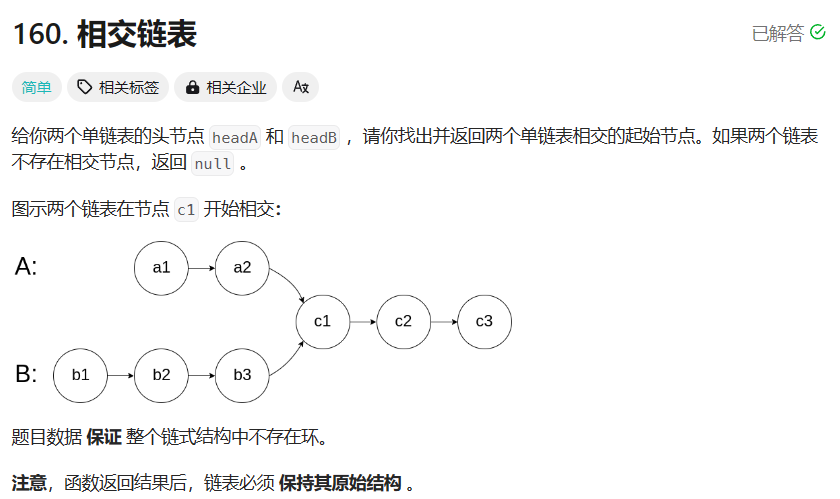 160. 相交链表
已解答
简单 相关标签 相关企业 A文
给你两个单链表的头节点 headA 和 headB ，请你找出并返回两个单链表相交的起始节点。如果两个链表
不存在相交节点，返回 null 。
图示两个链表在节点 c1 开始相交：
A: a1 a2
c1 c2 c3
B: b1 b2 b3
题目数据 保证 整个链式结构中不存在环。
注意，函数返回结果后，链表必须 保持其原始结构 。